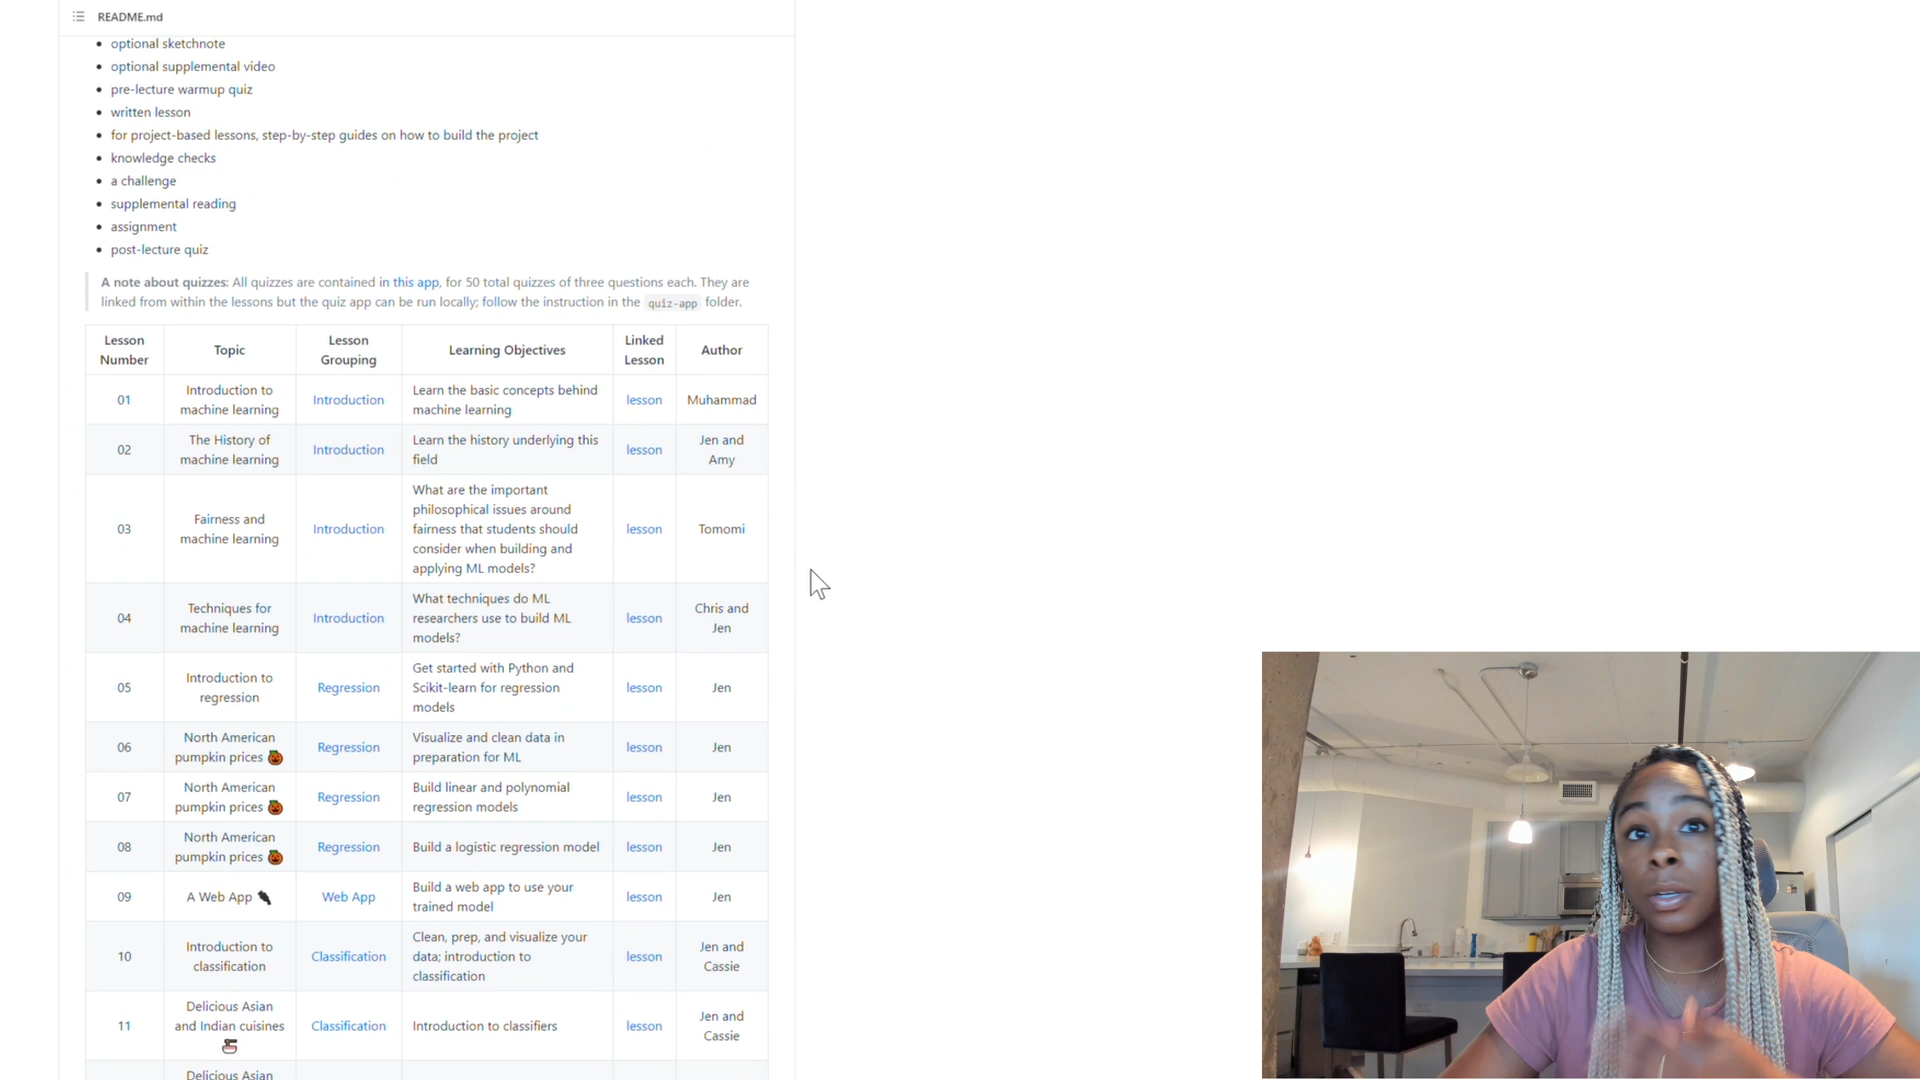 README.md
optional sketchnote
optional supplemental video
pre-lecture warmup quiz
written lesson
for project-based lessons, step-by-step guides on how to build the project
knowledge checks
a challenge
supplemental reading
assignment
post-lecture quiz
A note about quizzes: All quizzes are contained in this app, for 50 total quizzes of three questions each. They are
linked from within the lessons but the quiz app can be run locally; follow the instruction in the quiz-app folder.
Lesson
Number
Topic
Lesson
Grouping
Learning Objectives
Linked
Lesson
Author
01
Introduction to
machine learning
Introduction
Learn the basic concepts behind
machine learning
lesson
Muhammad
02
The History of
machine learning
Introduction
Learn the history underlying this
field
lesson
Jen and
Amy
03
Fairness and
machine learning
Introduction
What are the important
philosophical issues around
fairness that students should
consider when building and
applying ML models?
lesson
Tomomi
04
Techniques for
machine learning
Introduction
What techniques do ML
researchers use to build ML
models?
lesson
Chris and
Jen
05
Introduction to
regression
Regression
Get started with Python and
Scikit-learn for regression
models
lesson
Jen
06
North American
pumpkin prices 🎃
Regression
Visualize and clean data in
preparation for ML
lesson
Jen
07
North American
pumpkin prices 🎃
Regression
Build linear and polynomial
regression models
lesson
Jen
08
North American
pumpkin prices 🎃
Regression
Build a logistic regression model
lesson
Jen
09
A Web App 🔌
Web App
Build a web app to use your
trained model
lesson
Jen
10
Introduction to
classification
Classification
Clean, prep, and visualize your
data; introduction to
classification
lesson
Jen and
Cassie
11
Delicious Asian
and Indian cuisines
🍜
Classification
Introduction to classifiers
lesson
Jen and
Cassie
Delicious Asian